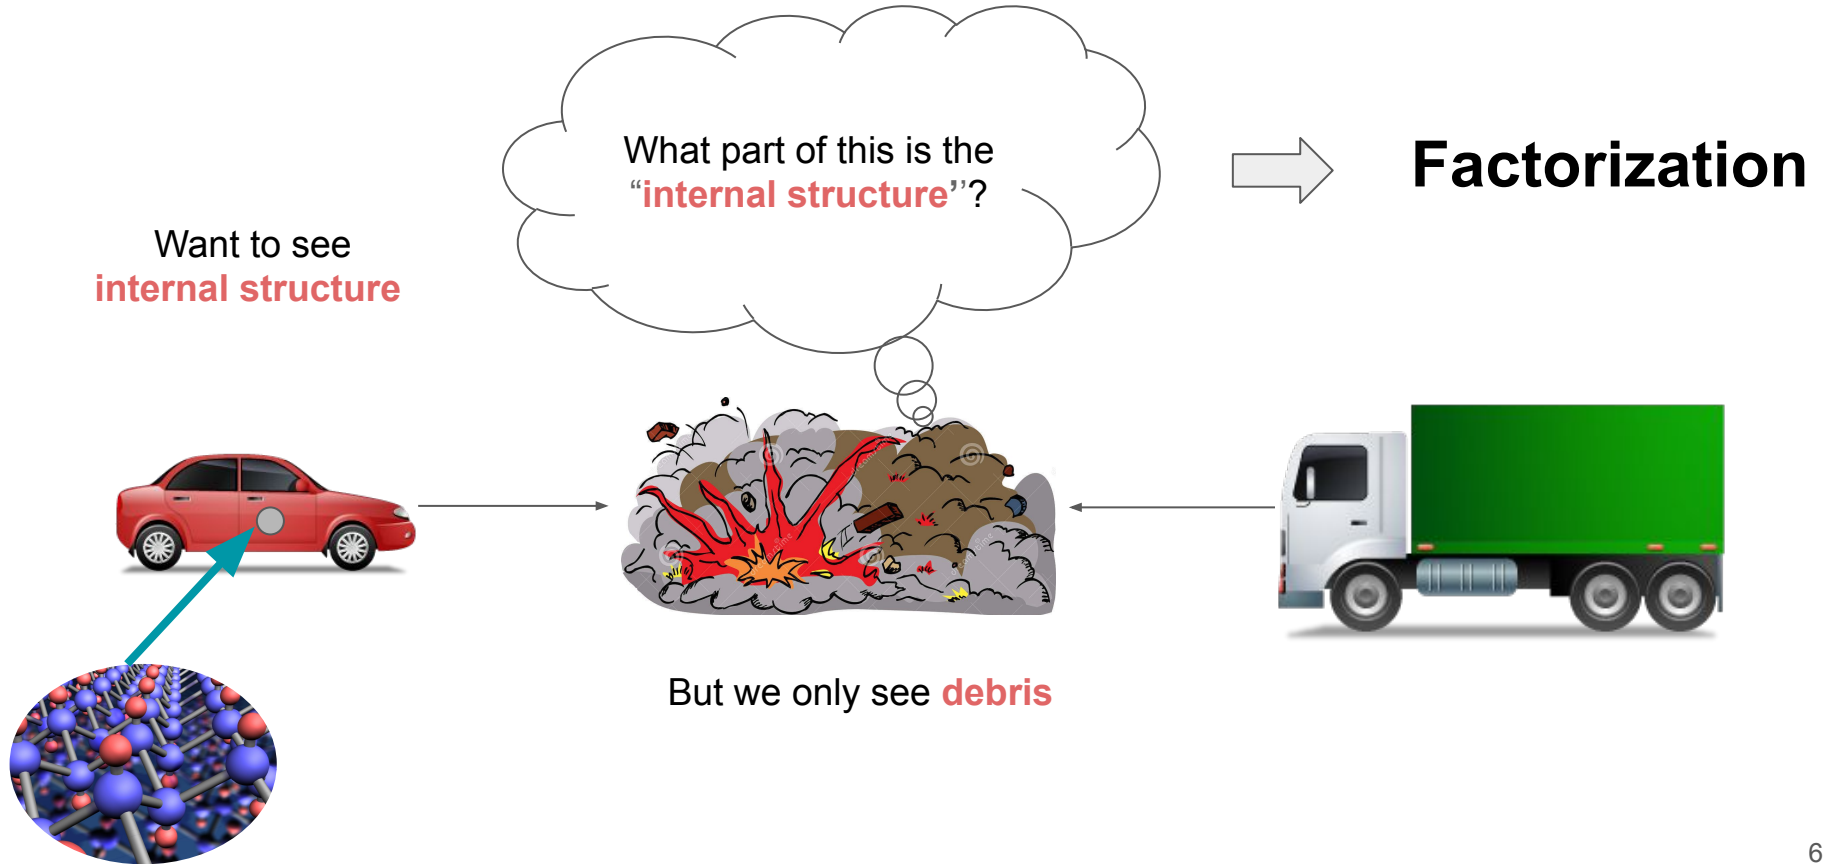 What part of this is the
“internal structure’’?
Factorization
Want to see
internal structure
But we only see debris
6